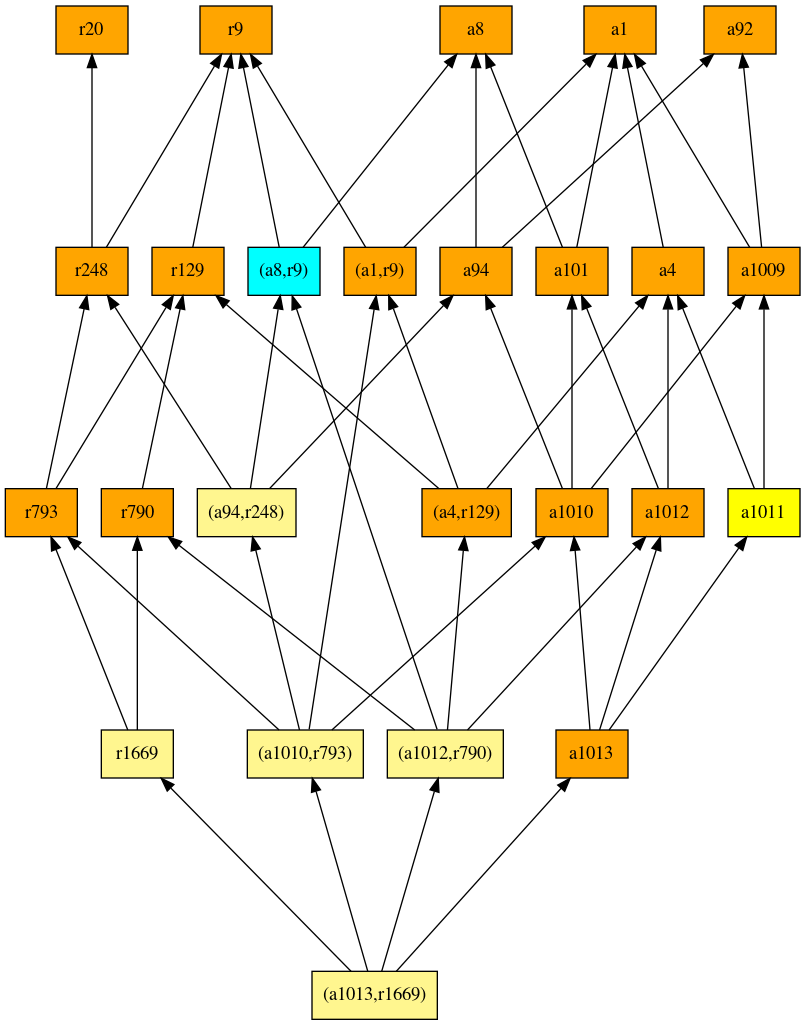 r20
r9
a8
a1
a92
r248
r129
(a8,r9)
(a1,r9)
a94
a101
a4
a1009
r793
r790
(a94,r248)
(a4,r129)
a1010
a1012
a1011
r1669
(a1010,r793)
(a1012,r790)
a1013
(a1013,r1669)